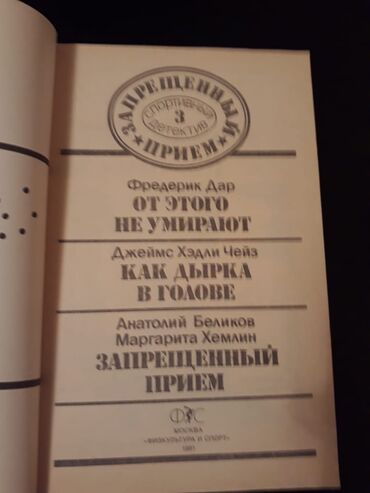 ЗАПРЕЩЕННЫЙ
СПОРТИВНЫЙ
3
ДЕТЕКТИВ
ПРИЕМ
Фредерик Дар
ОТ ЭТОГО
НЕ УМИРАЮТ
Джеймс Хэдли Чейз
КАК ДЫРКА
В ГОЛОВЕ
Анатолий Беликов
Маргарита Хемлин
ЗАПРЕЩЕННЫЙ
ПРИЕМ
ФиС
МОСКВА
«ФИЗКУЛЬТУРА И СПОРТ»
1991